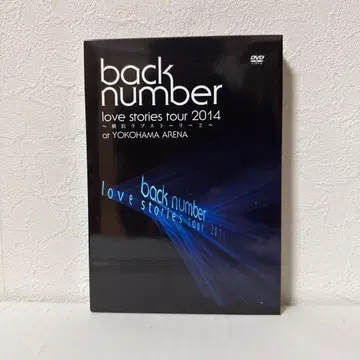 DVD
back
number
love stories tour 2014
～横浜ラブストーリー2～
at YOKOHAMA ARENA
back number
love stories tour 2014